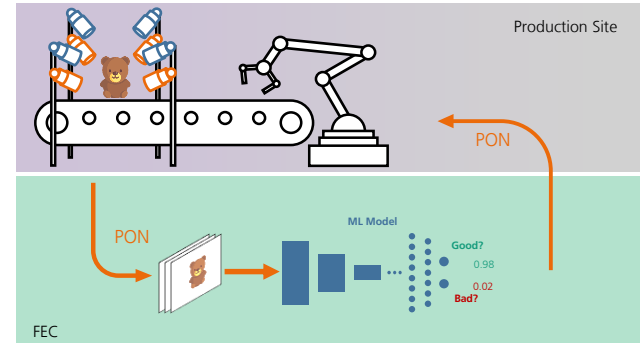 Production Site
PON
PON
ML Model
Good?
0.98
0.02
Bad?
FEC